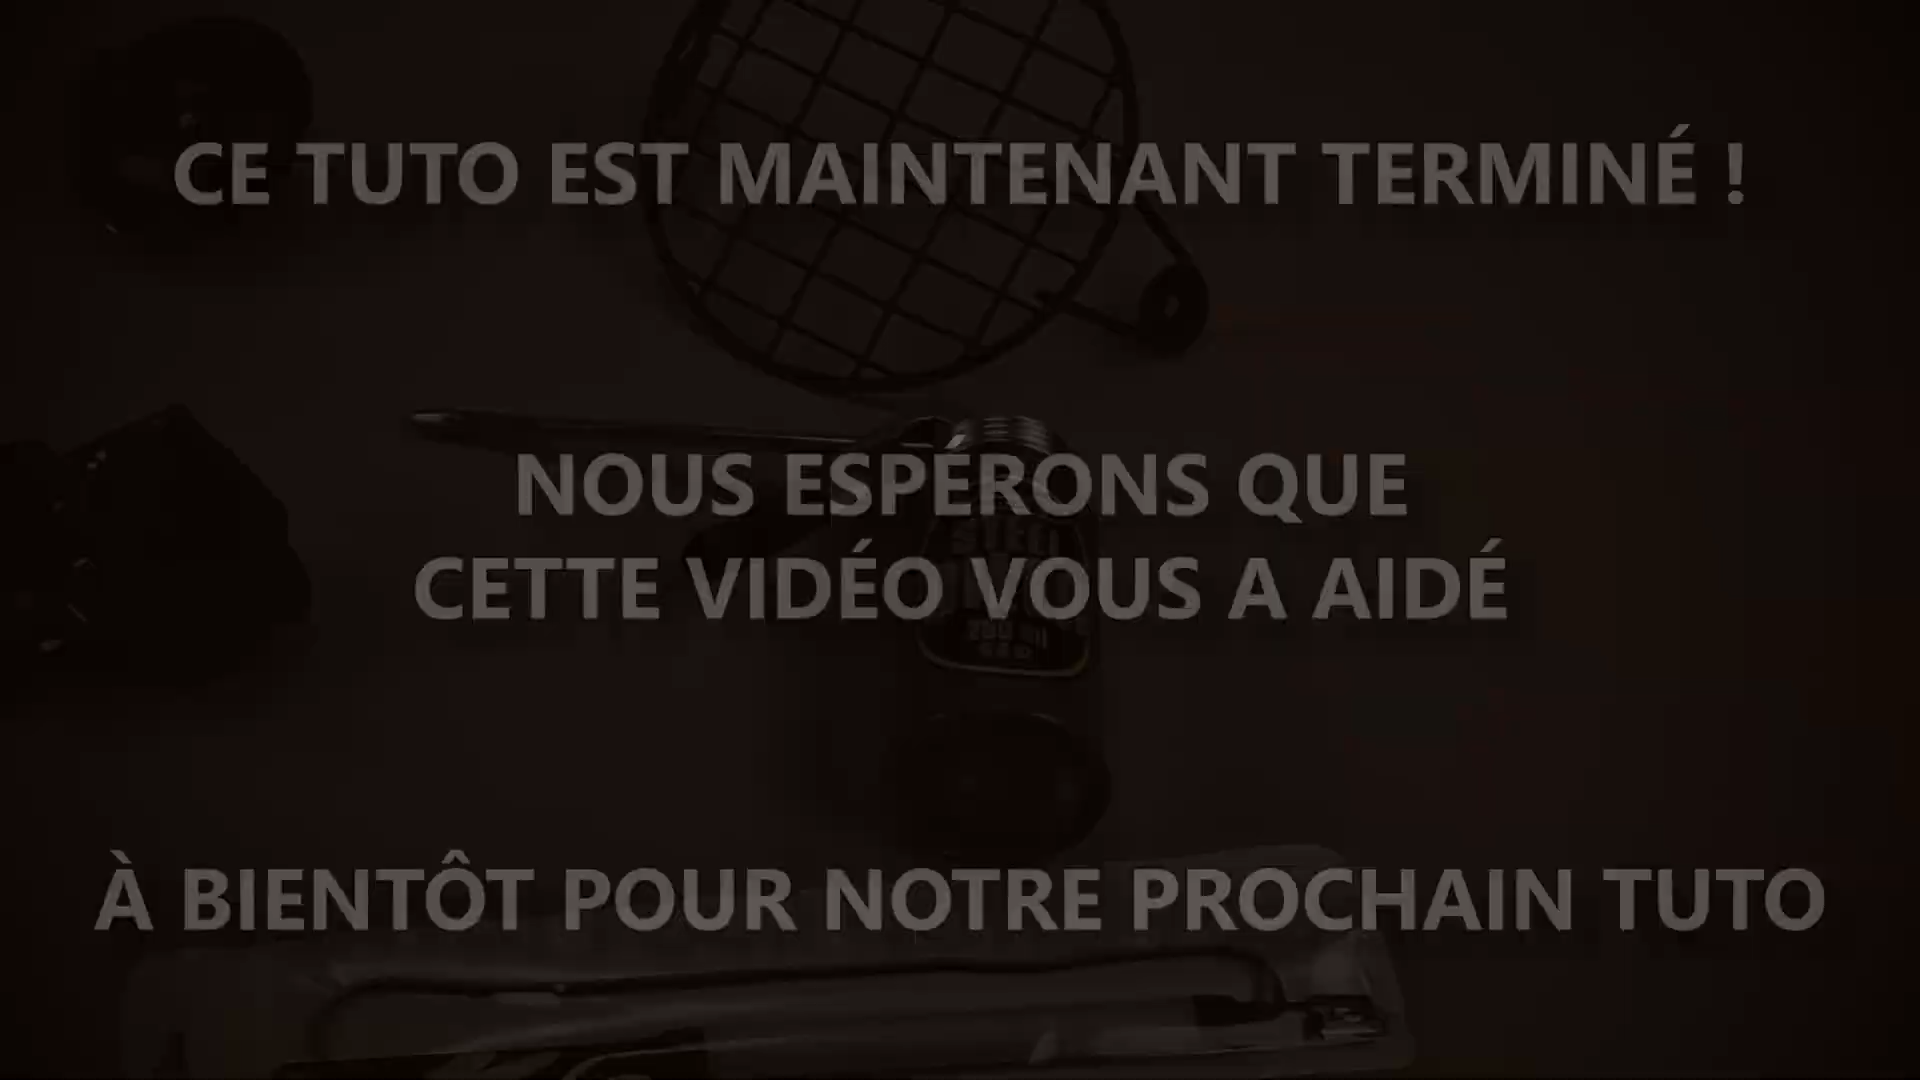 CE TUTO EST MAINTENANT TERMINÉ !
NOUS ESPÉRONS QUE
CETTE VIDÉO VOUS A AIDÉ
À BIENTÔT POUR NOTRE PROCHAIN TUTO